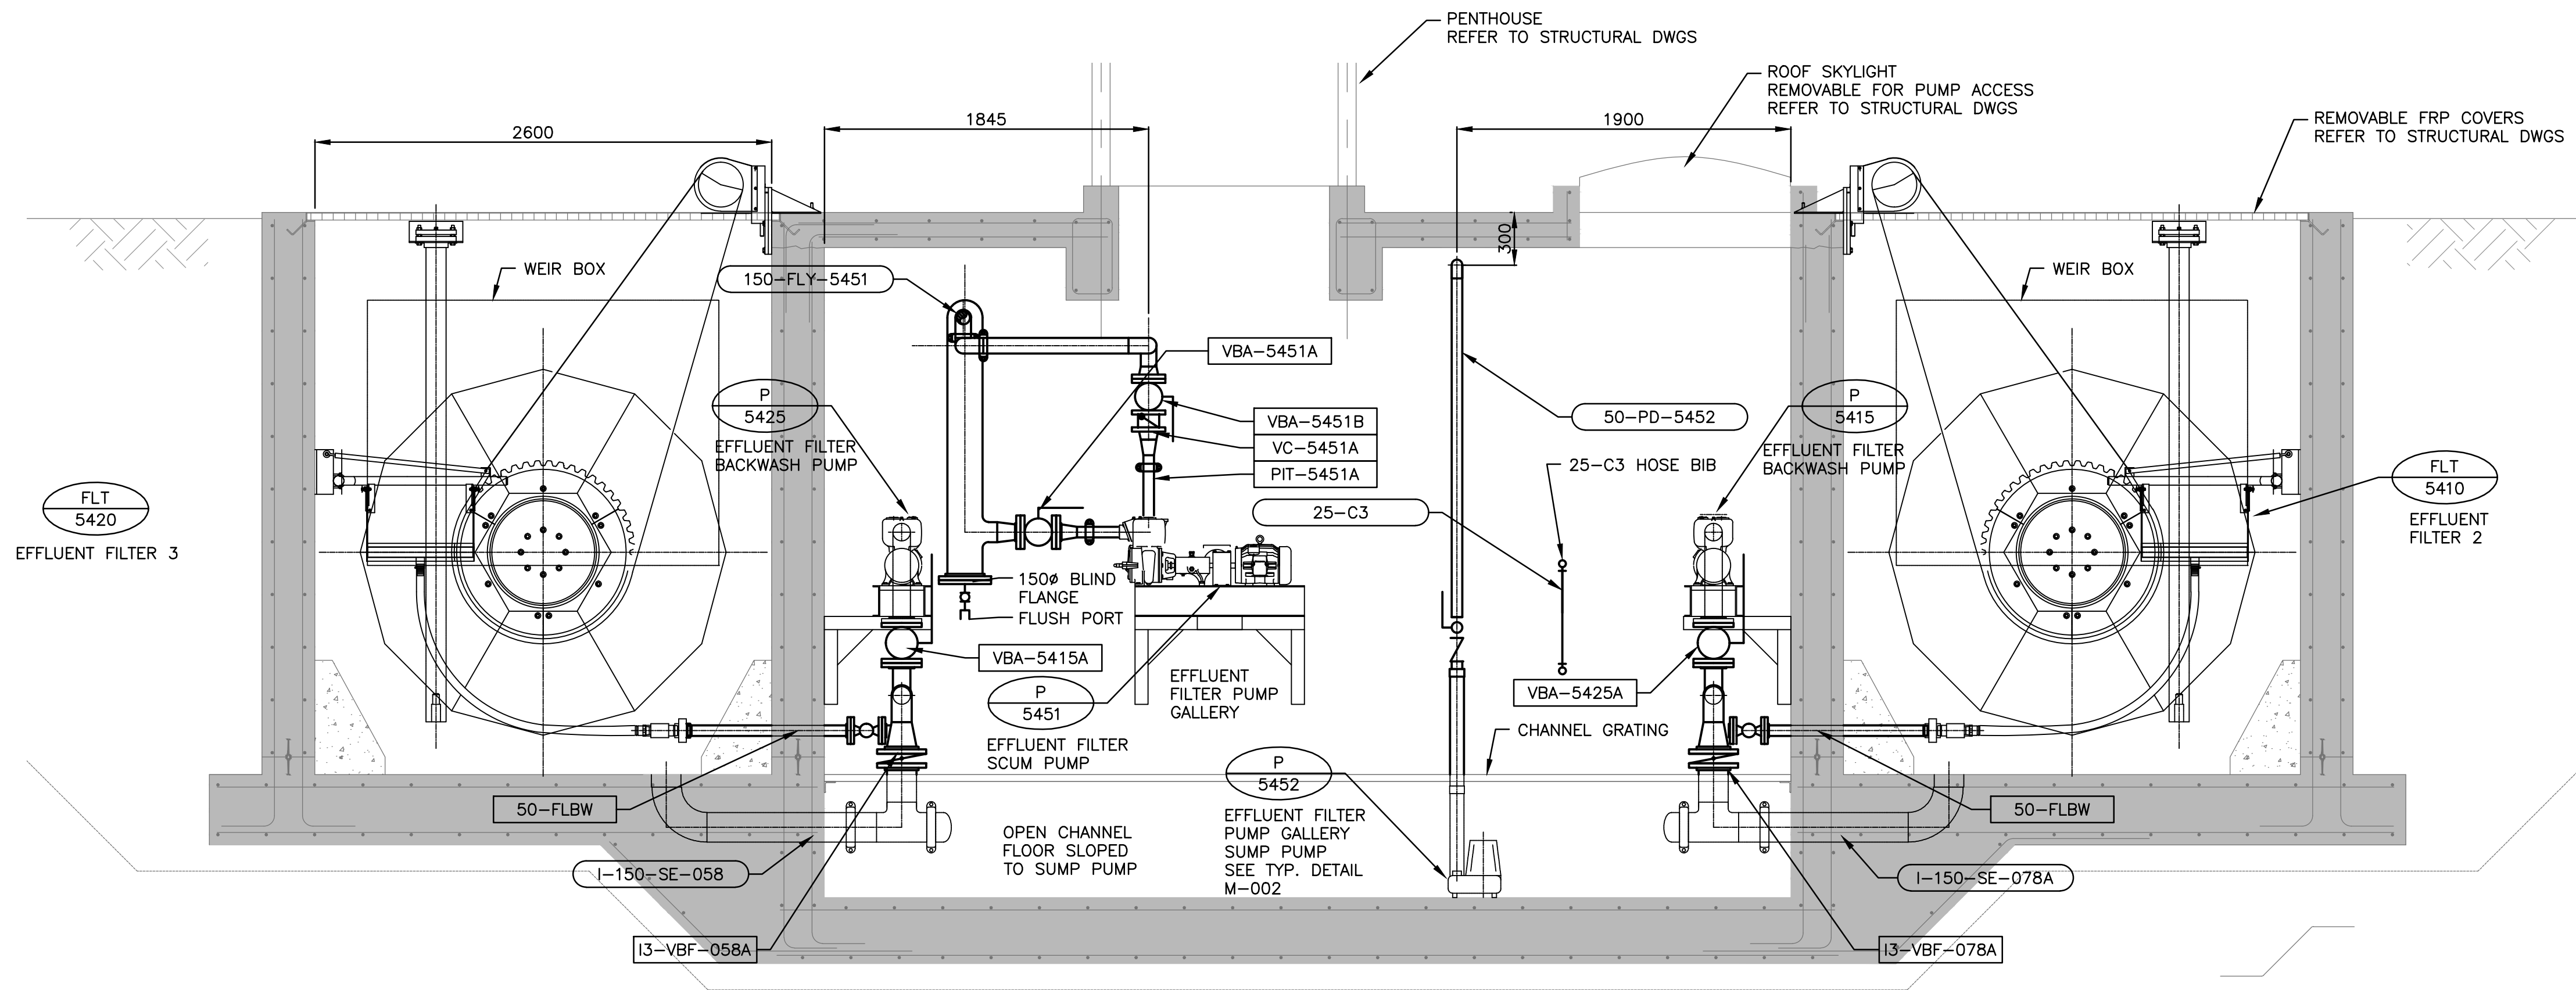 PENTHOUSE
REFER TO STRUCTURAL DWGS
ROOF SKYLIGHT
REMOVABLE FOR PUMP ACCESS
REFER TO STRUCTURAL DWGS
REMOVABLE FRP COVERS
REFER TO STRUCTURAL DWGS
2600
1845
1900
300
WEIR BOX
150-FLY-5451
WEIR BOX
VBA-5451A
P
5425
EFFLUENT FILTER
BACKWASH PUMP
VBA-5451B
VC-5451A
PIT-5451A
50-PD-5452
P
5415
EFFLUENT FILTER
BACKWASH PUMP
25-C3 HOSE BIB
25-C3
FLT
5420
EFFLUENT FILTER 3
FLT
5410
EFFLUENT
FILTER 2
150ø BLIND
FLANGE
FLUSH PORT
VBA-5415A
P
5451
EFFLUENT FILTER
SCUM PUMP
EFFLUENT
FILTER PUMP
GALLERY
VBA-5425A
CHANNEL GRATING
P
5452
EFFLUENT FILTER
PUMP GALLERY
SUMP PUMP
SEE TYP. DETAIL
M-002
50-FLBW
50-FLBW
OPEN CHANNEL
FLOOR SLOPED
TO SUMP PUMP
I-150-SE-058
I-150-SE-078A
I3-VBF-058A
I3-VBF-078A